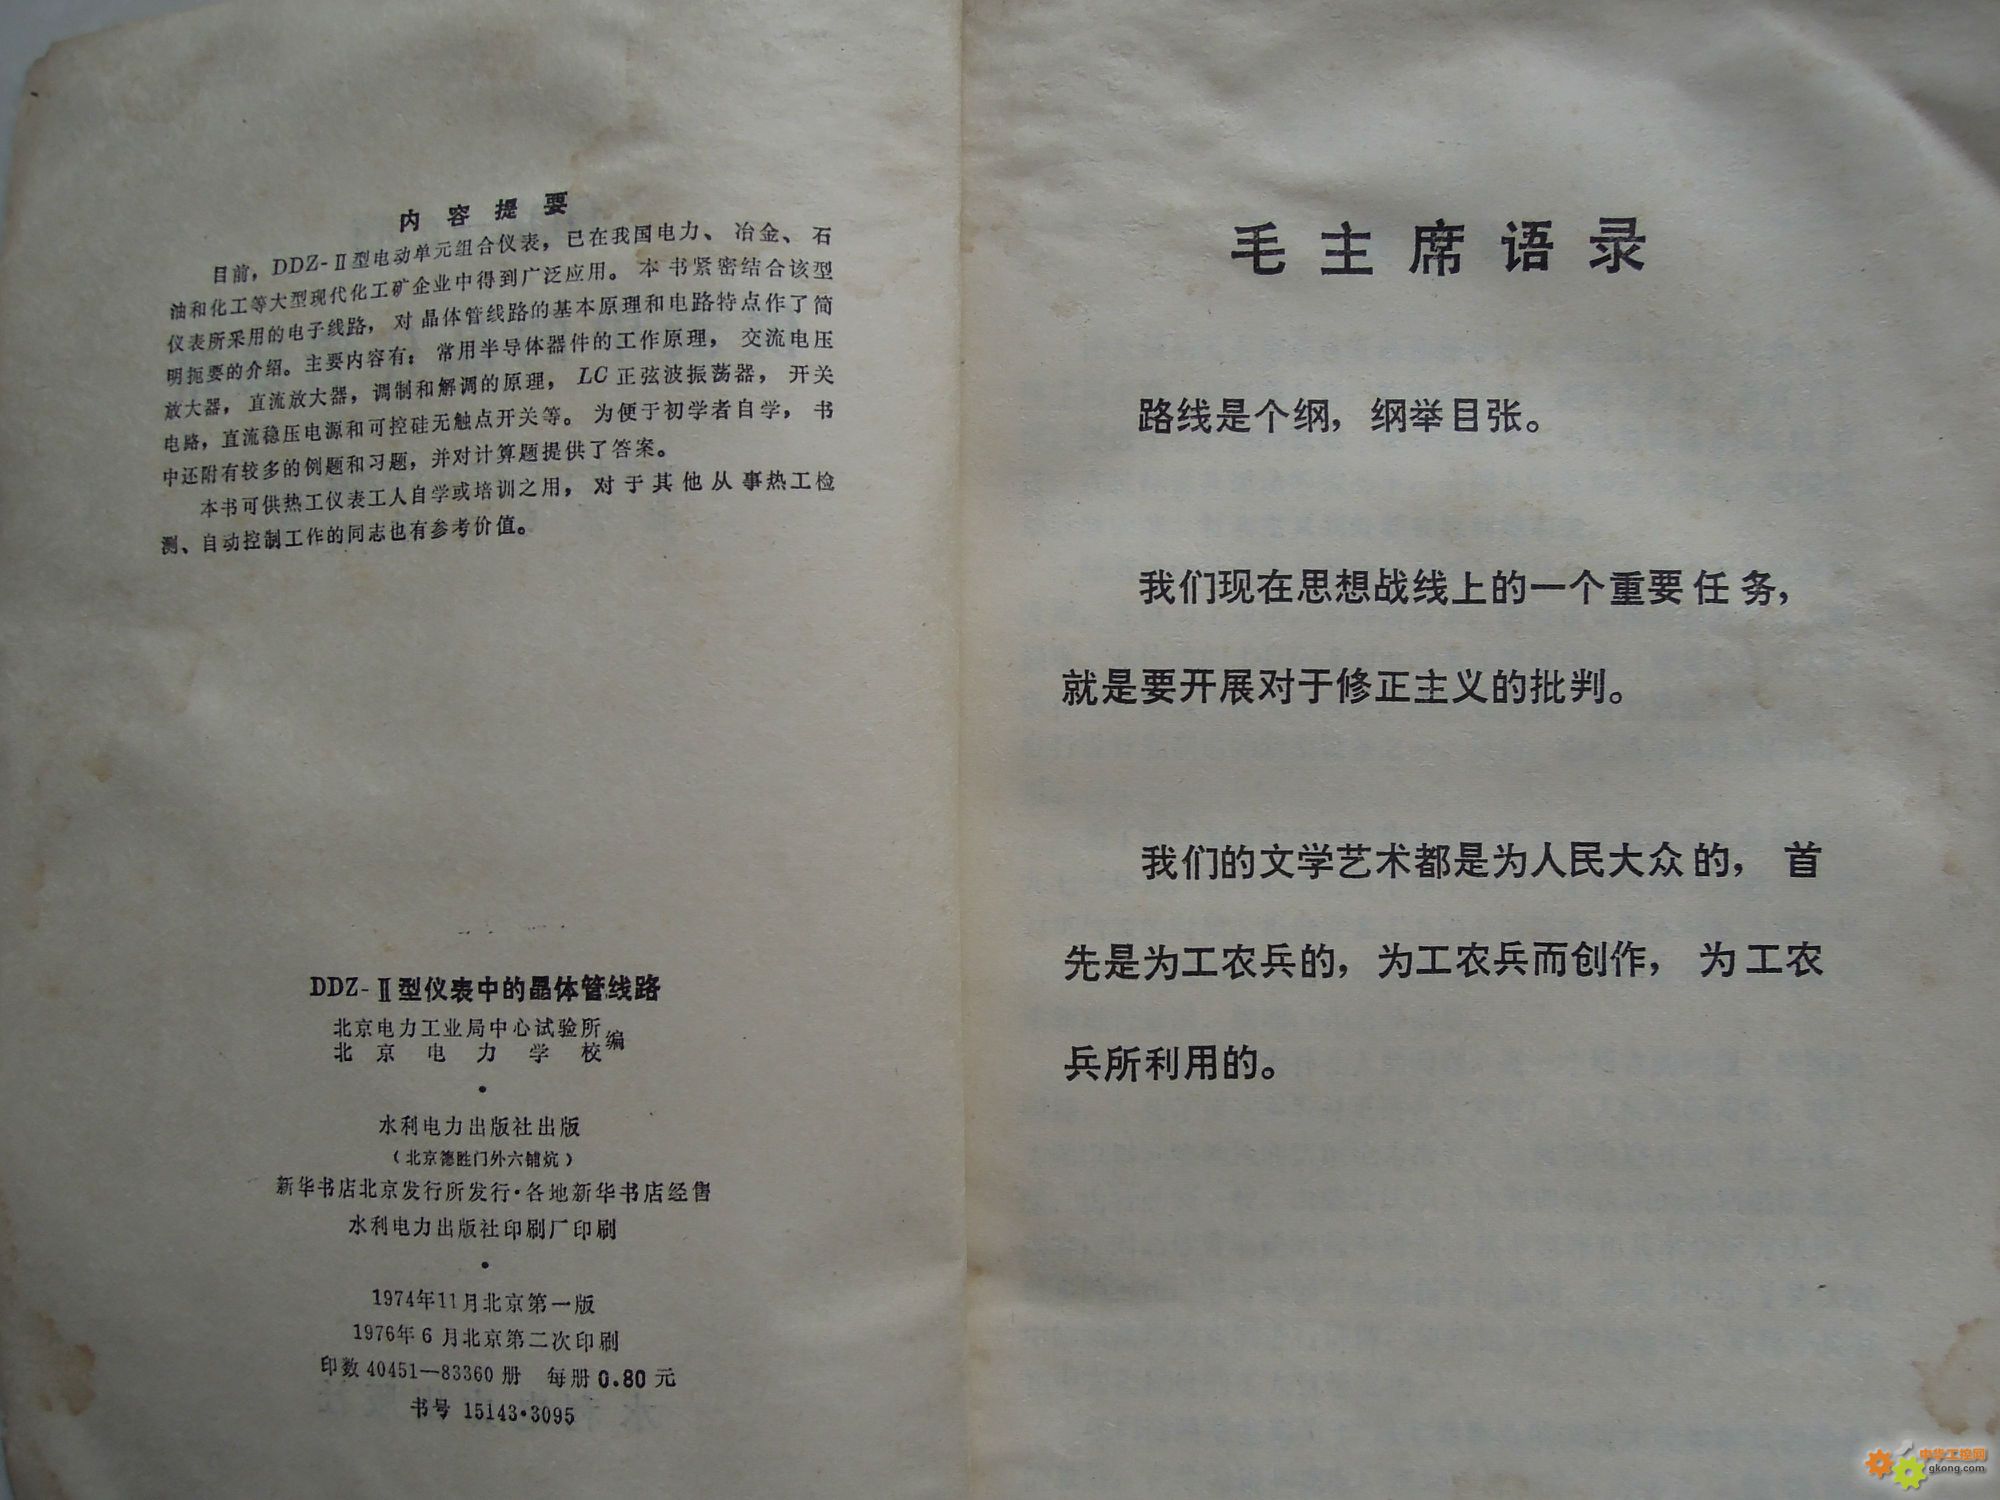 内容提要
目前，DDZ-Ⅱ型电动单元组合仪表，已在我国电力、冶金、石
油和化工等大型现代化工矿企业中得到广泛应用。本书紧密结合该型
仪表所采用的电子线路，对晶体管线路的基本原理和电路特点作了简
明扼要的介绍。主要内容有：常用半导体器件的工作原理，交流电压
放大器，直流放大器，调制和解调的原理，LC正弦波振荡器，开关
电路，直流稳压电源和可控硅无触点开关等。为便于初学者自学，书
中还附有较多的例题和习题，并对计算题提供了答案。
本书可供热工仪表工人自学或培训之用，对于其他从事热工检
测、自动控制工作的同志也有参考价值。
DDZ-Ⅱ型仪表中的晶体管线路
北京电力工业局中心试验所
北京电力学校
编
水利电力出版社出版
（北京德胜门外六铺炕）
新华书店北京发行所发行·各地新华书店经售
水利电力出版社印刷厂印刷
1974年11月北京第一版
1976年6月北京第二次印刷
印数 40451—83360 册 每册 0.80 元
书号 15143·3095
毛主席语录
路线是个纲，纲举目张。
我们现在思想战线上的一个重要任务，
就是要开展对于修正主义的批判。
我们的文学艺术都是为人民大众的，首
先是为工农兵的，为工农兵而创作，为工农
兵所利用的。
中华工控网
gkong.com